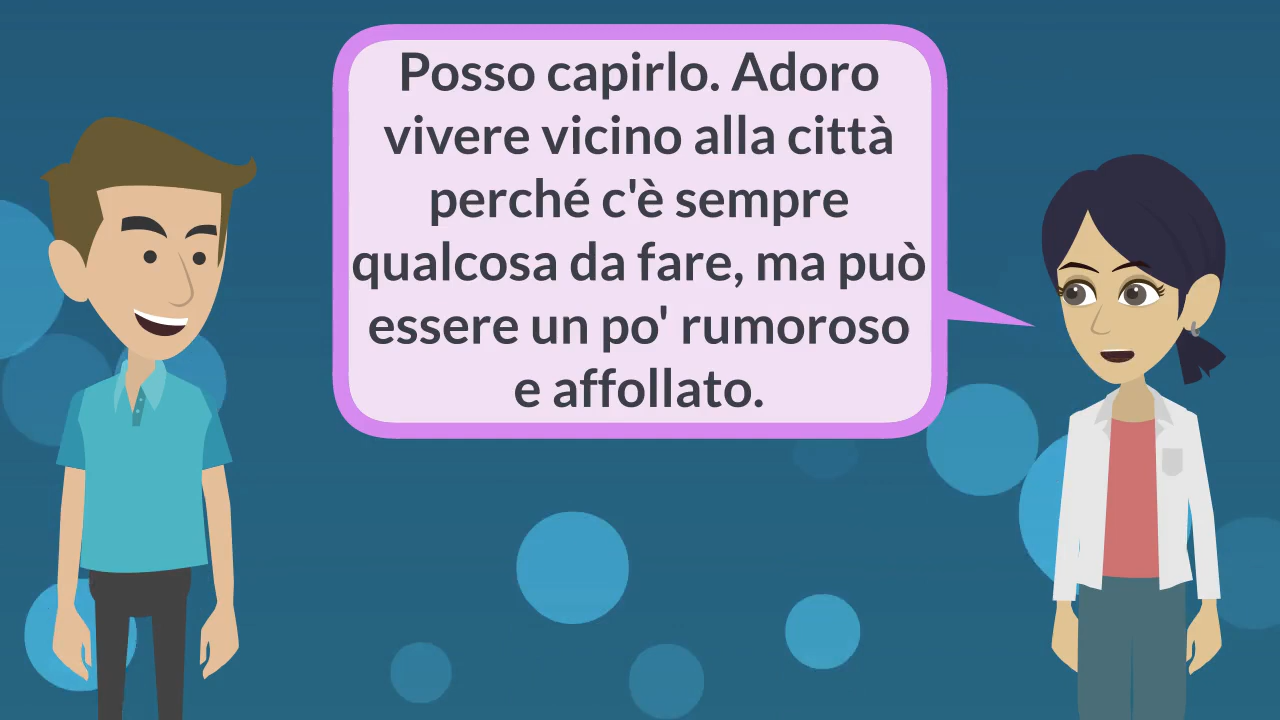 Posso capirlo. Adoro
vivere vicino alla città
perché c'è sempre
qualcosa da fare, ma può
essere un po' rumoroso
e affollato.